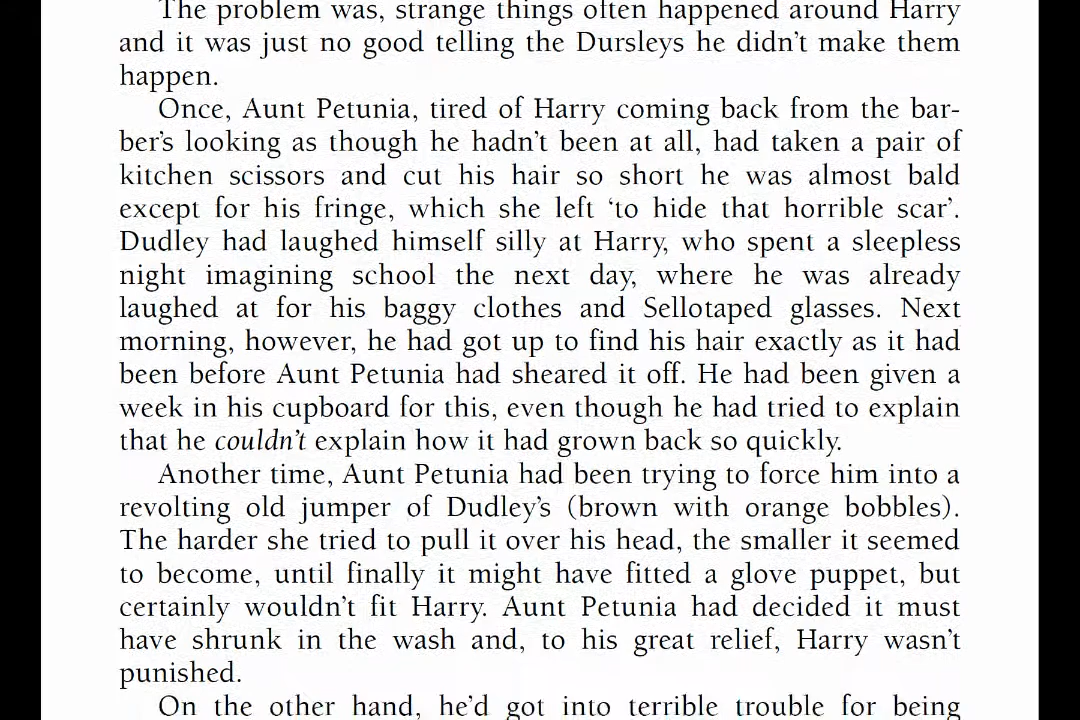 The problem was, strange things often happened around Harry
and it was just no good telling the Dursleys he didn't make them
happen.
Once, Aunt Petunia, tired of Harry coming back from the bar-
ber's looking as though he hadn't been at all, had taken a pair of
kitchen scissors and cut his hair so short he was almost bald
except for his fringe, which she left ‘to hide that horrible scar’.
Dudley had laughed himself silly at Harry, who spent a sleepless
night imagining school the next day, where he was already
laughed at for his baggy clothes and Sellotaped glasses. Next
morning, however, he had got up to find his hair exactly as it had
been before Aunt Petunia had sheared it off. He had been given a
week in his cupboard for this, even though he had tried to explain
that he couldn't explain how it had grown back so quickly.
Another time, Aunt Petunia had been trying to force him into a
revolting old jumper of Dudley's (brown with orange bobbles).
The harder she tried to pull it over his head, the smaller it seemed
to become, until finally it might have fitted a glove puppet, but
certainly wouldn't fit Harry. Aunt Petunia had decided it must
have shrunk in the wash and, to his great relief, Harry wasn't
punished.
On the other hand, he'd got into terrible trouble for being